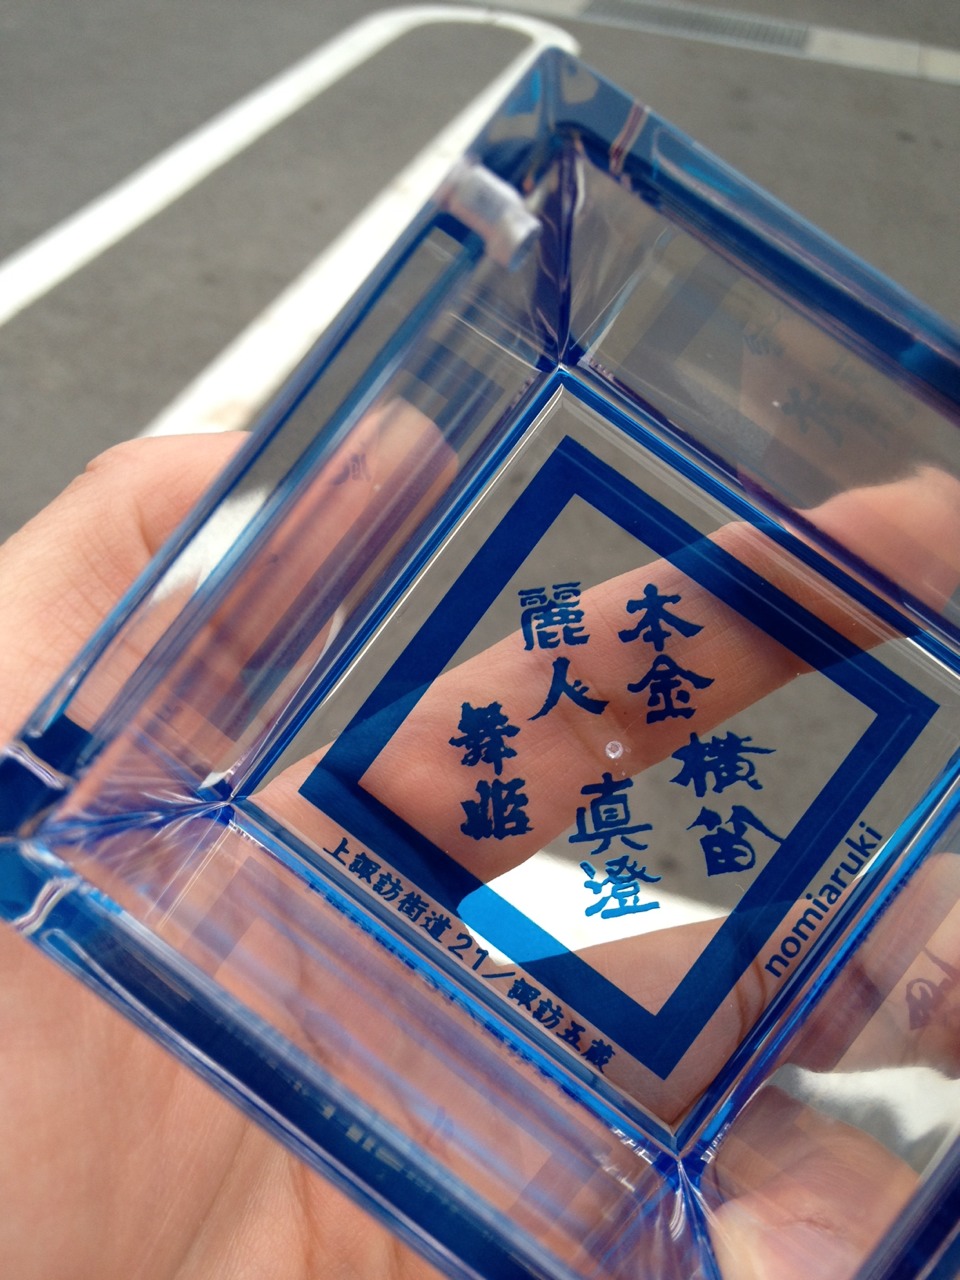 本金
横笛
麗人
真澄
舞姫
上諏訪街道21／諏訪五蔵
nomiaruki